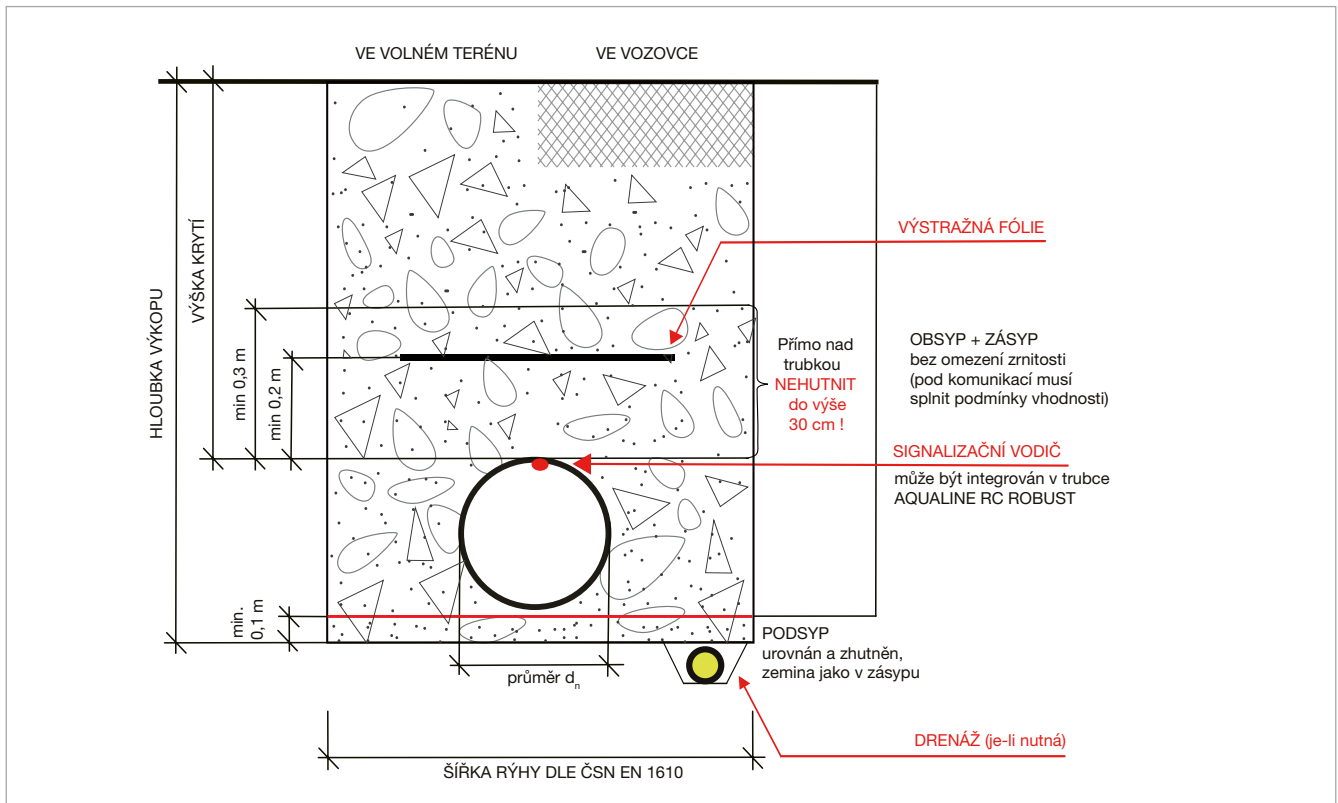 VE VOLNÉM TERÉNU
VE VOZOVCE
HLOUBKA VÝKOPU
VÝŠKA KRYTÍ
min 0,3 m
min 0,2 m
min.
0,1 m
VÝSTRAŽNÁ FÓLIE
Přímo nad
trubkou
NEHUTNIT
do výše
30 cm !
OBSYP + ZÁSYP
bez omezení zrnitosti
(pod komunikací musí
splnit podmínky vhodnosti)
SIGNALIZAČNÍ VODIČ
může být integrován v trubce
AQUALINE RC ROBUST
PODSYP
urovnán a zhutněn,
zemina jako v zásypu
průměr dn
DRENÁŽ (je-li nutná)
ŠÍŘKA RÝHY DLE ČSN EN 1610